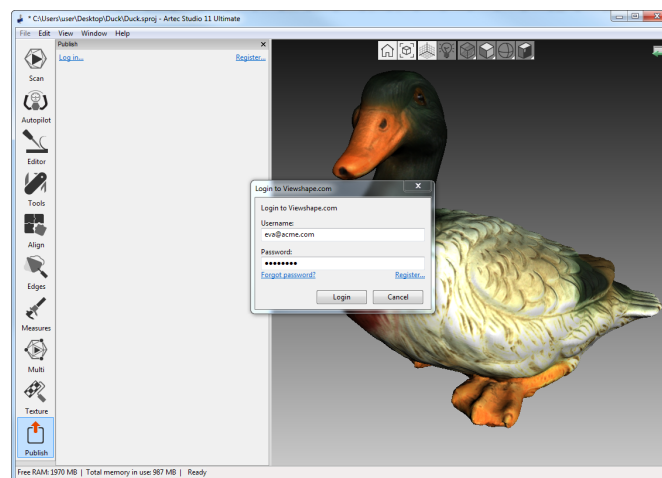 * C:\Users\user\Desktop\Duck\Duck.sproj - Artec Studio 11 Ultimate
File Edit View Window Help
Publish x
Log in... Register...
Scan
Autopilot
Editor
Tools
Align
Edges
Measures
Multi
Texture
Publish
Login to Viewshape.com x
Login to Viewshape.com
Username:
eva@acme.com
Password:
●●●●●●●●
Forgot password? Register...
Login Cancel
Free RAM: 1970 MB | Total memory in use: 987 MB | Ready